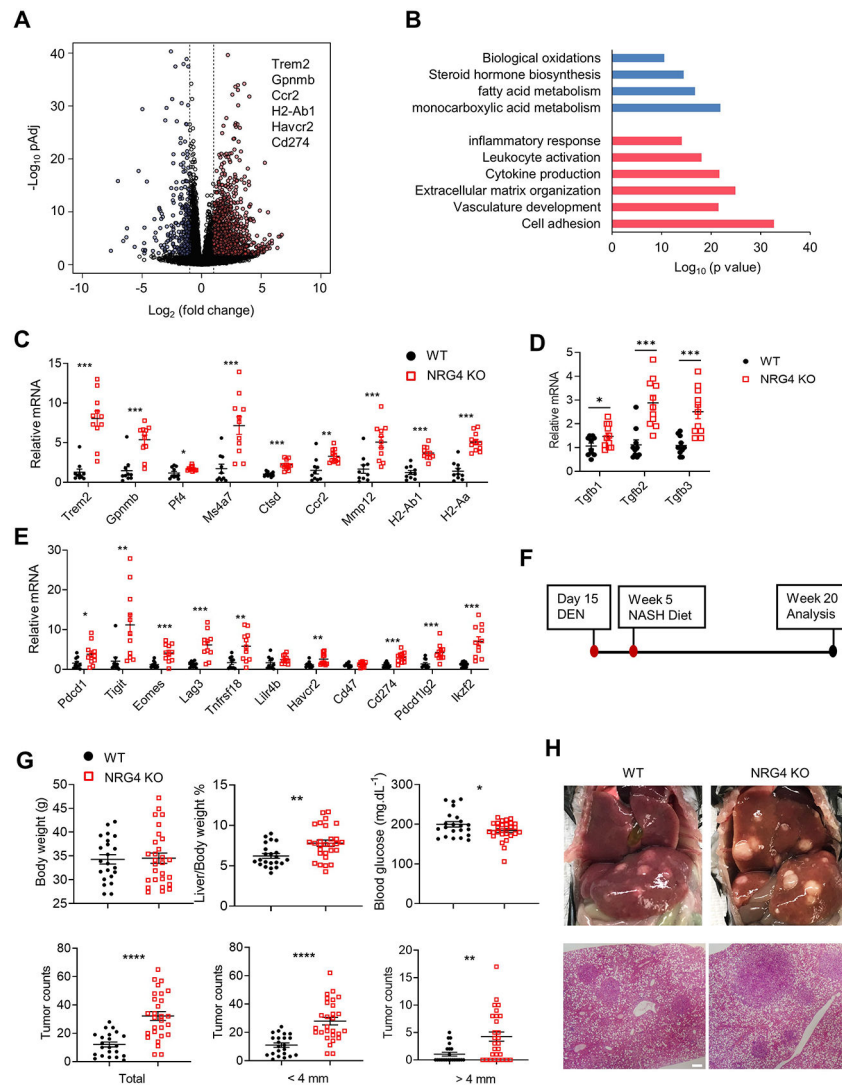 A
-Log10 pAdj
40
30
20
10
0
-10 -5 0 5 10
Log2 (fold change)
Trem2
Gpnmb
Ccr2
H2-Ab1
Havcr2
Cd274
B
Biological oxidations
Steroid hormone biosynthesis
fatty acid metabolism
monocarboxylic acid metabolism
inflammatory response
Leukocyte activation
Cytokine production
Extracellular matrix organization
Vasculature development
Cell adhesion
0 10 20 30 40
Log10 (p value)
C
WT
NRG4 KO
Relative mRNA
15
10
5
0
*** *** * *** *** ** *** *** ***
Trem2 Gpnmb Pf4 Ms4a7 Ctsd Ccr2 Mmp12 H2-Ab1 H2-Aa
D
WT
NRG4 KO
Relative mRNA
5
4
3
2
1
0
* *** ***
Tgfb1 Tgfb2 Tgfb3
E
Relative mRNA
30
20
10
0
* ** *** *** ** ** *** *** ***
Pdcd1 Tigit Eomes Lag3 Tnfrsf18 Lilr4b Havcr2 Cd47 Cd274 Pdcd1lg2 Ikzf2
F
Day 15
DEN
Week 5
NASH Diet
Week 20
Analysis
G
WT
NRG4 KO
Body weight (g)
50
45
40
35
30
25
Liver/Body weight %
15
10
5
0
**
Blood glucose (mg.dL-1)
300
200
100
0
*
Tumor counts
80
60
40
20
0
****
Total
Tumor counts
80
60
40
20
0
****
< 4 mm
Tumor counts
20
15
10
5
0
**
> 4 mm
H
WT NRG4 KO